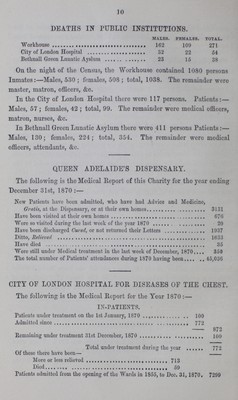 10
DEATHS IN PUBLIC INSTITUTIONS.
MALES. FEMALES. TOTAL.
Workhouse 162 109 271
City of London Hospital 32 22 54
Bethnall Green Lunatic Asylum 23 15 38
On the night of the Census, the Workhouse contained 1080 persons
Inmates:—Males, 530; females, 508; total, 1038. The remainder were
master, matron, officers, &c.
In the City of London Hospital there were 117 persons. Patients:—
Males, 57; females, 42; total, 99. The remainder were medical officers,
matron, nurses, &c.
In Bethnall Green Lunatic Asylum there were 411 persons Patients:—
Males, 130; females, 224; total, 354. The remainder were medical
officers, attendants, &c.
QUEEN ADELAIDE'S DISPENSARY.
The following is the Medical Report of this Charity for the year ending
December 31st, 1870:—
New Patients have been admitted, who have had Advice and Medicine,
Gratis, at the Dispensary, or at their own homes 3131
Have been visited at their own homes 676
Were so visited during the last week of the year 1870 20
Have been discharged Cured, or not returned their Letters 1937
Ditto, Relieved 1033
Have died 33
Were still under Medical treatment in the last week of December, 1870
The total number of Patients' attendances during 1870 having been
CITY OF LONDON HOSPITAL FOR DISEASES OF THE CHEST.
The following is the Medical Report for the Year 1870:—
IN-PATIENTS.
Patients under treatment on the 1st January, 1870 100
Admitted since 772
872
Remaining under treatment 31st December, 1870 100
Total under treatment during the year 772
Of these there have been—
More or less relieved 713
Died 59
Patients admitted from the opening of the Wards in 1855, to Dec. 31, 1870, 7289